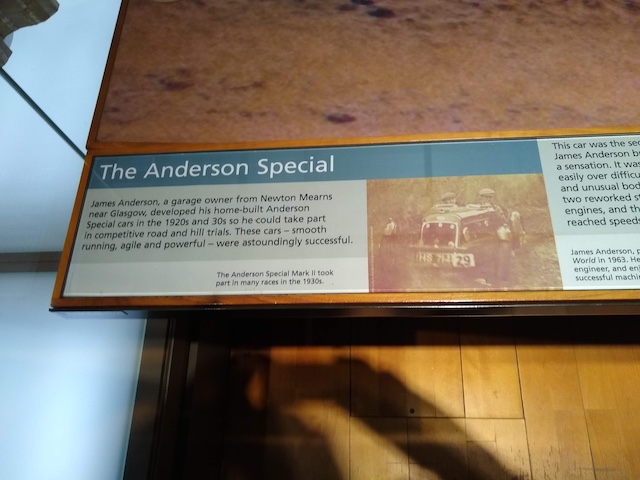 The Anderson Special
James Anderson, a garage owner from Newton Mearns
near Glasgow, developed his home-built Anderson
Special cars in the 1920s and 30s so he could take part
in competitive road and hill trials. These cars – smooth
running, agile and powerful – were astoundingly successful.
The Anderson Special Mark II took
part in many races in the 1930s.
This car was the sec
James Anderson bu
a sensation. It was
easily over difficu
and unusual bod
two reworked st
engines, and th
reached speeds
James Anderson, p
World in 1963. He
engineer, and enj
successful machin